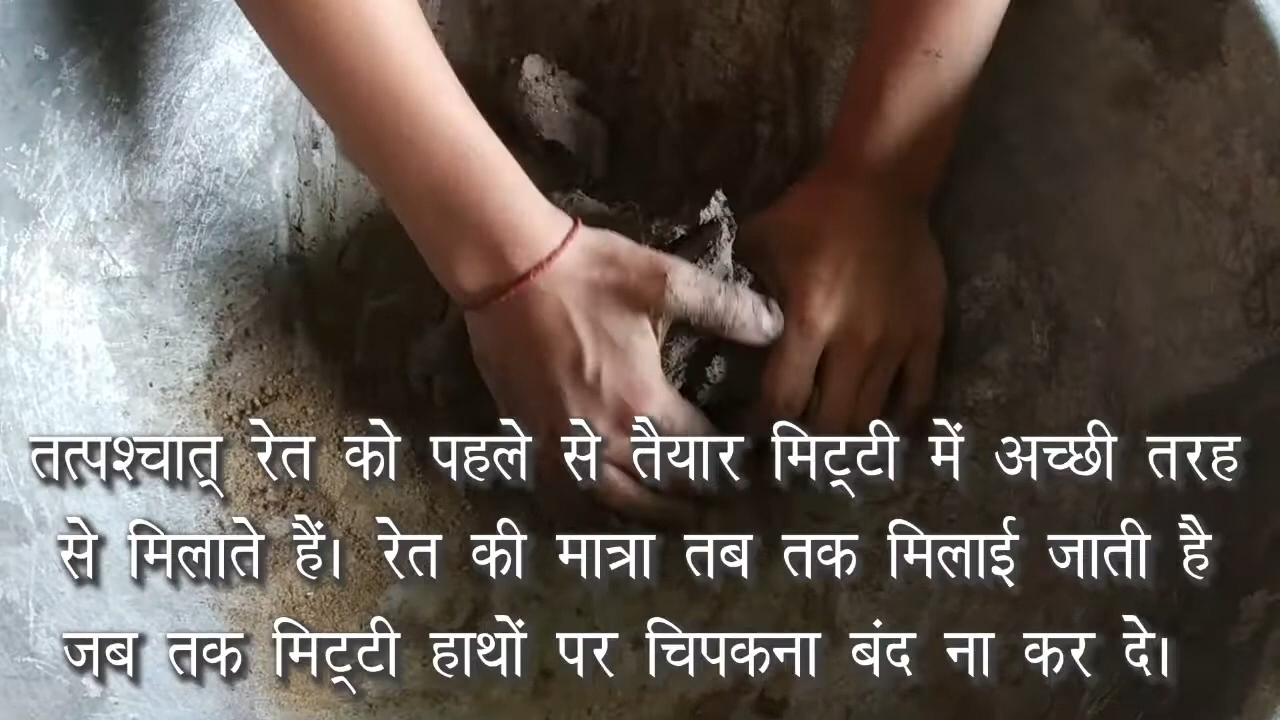 तत्पश्चात् रेत को पहले से तैयार मिट्टी में अच्छी तरह
से मिलाते हैं। रेत की मात्रा तब तक मिलाई जाती है
जब तक मिट्टी हाथों पर चिपकना बंद ना कर दे।